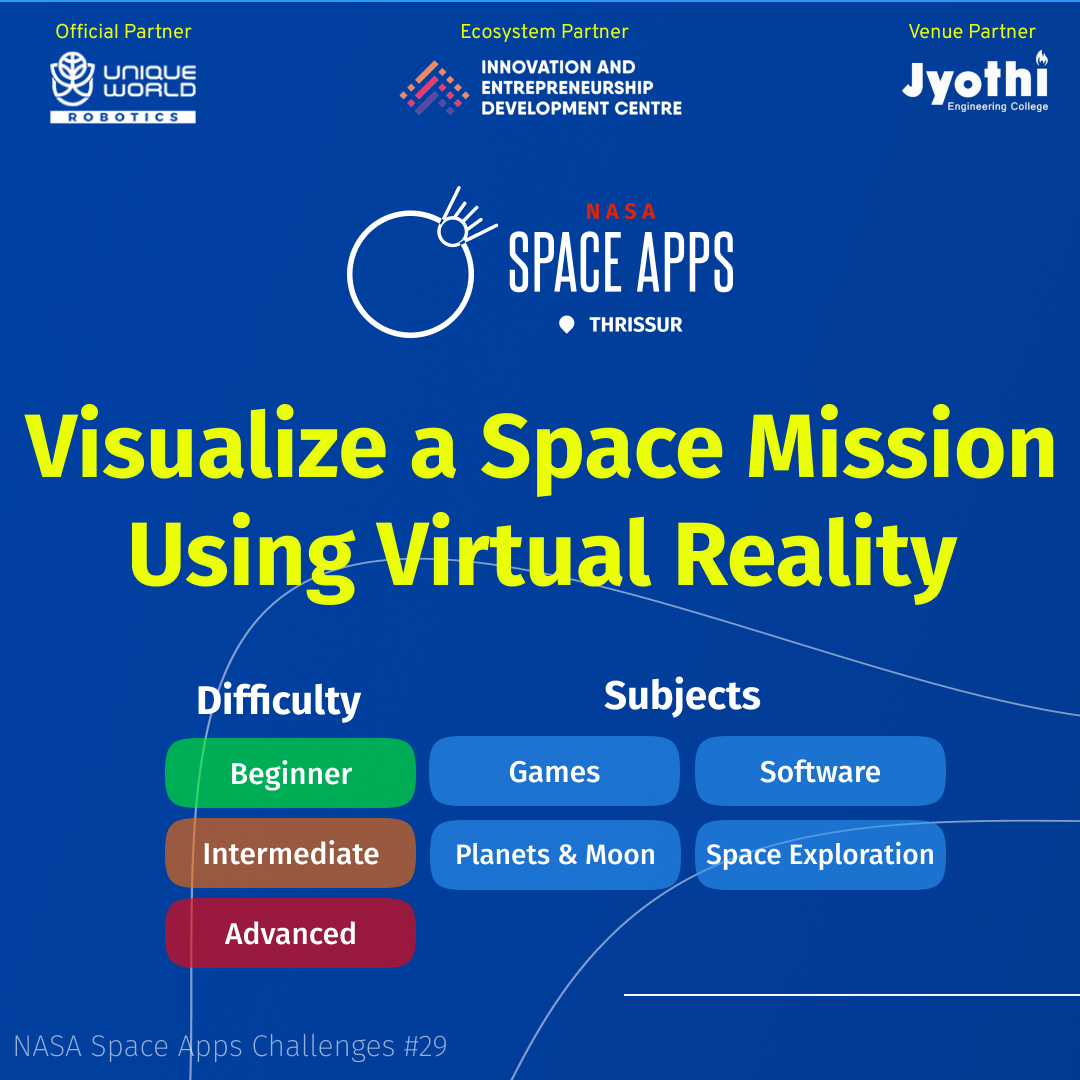 Official Partner
UNIQUE
WORLD
ROBOTICS
Ecosystem Partner
INNOVATION AND
ENTREPRENEURSHIP
DEVELOPMENT CENTRE
Venue Partner
Jyothi
Engineering College
NASA
SPACE APPS
THRISSUR
Visualize a Space Mission
Using Virtual Reality
Difficulty
Beginner
Intermediate
Advanced
Subjects
Games
Software
Planets & Moon
Space Exploration
NASA Space Apps Challenges #29